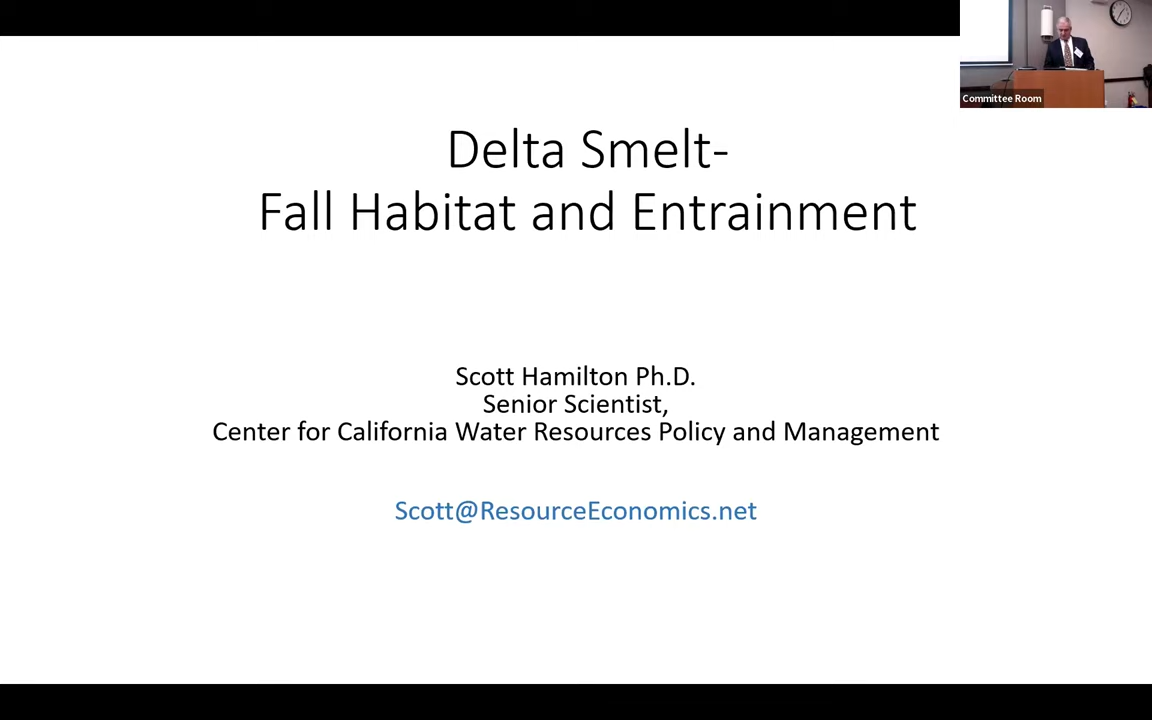 Committee Room
Delta Smelt-
Fall Habitat and Entrainment
Scott Hamilton Ph.D.
Senior Scientist,
Center for California Water Resources Policy and Management
Scott@ResourceEconomics.net